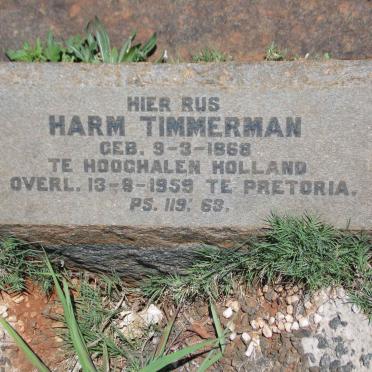 HIER RUS
HARM TIMMERMAN
GEB. 9-3-1868
TE HOOGHALEN HOLLAND
OVERL. 13-8-1959 TE PRETORIA.
PS. 119: 63.